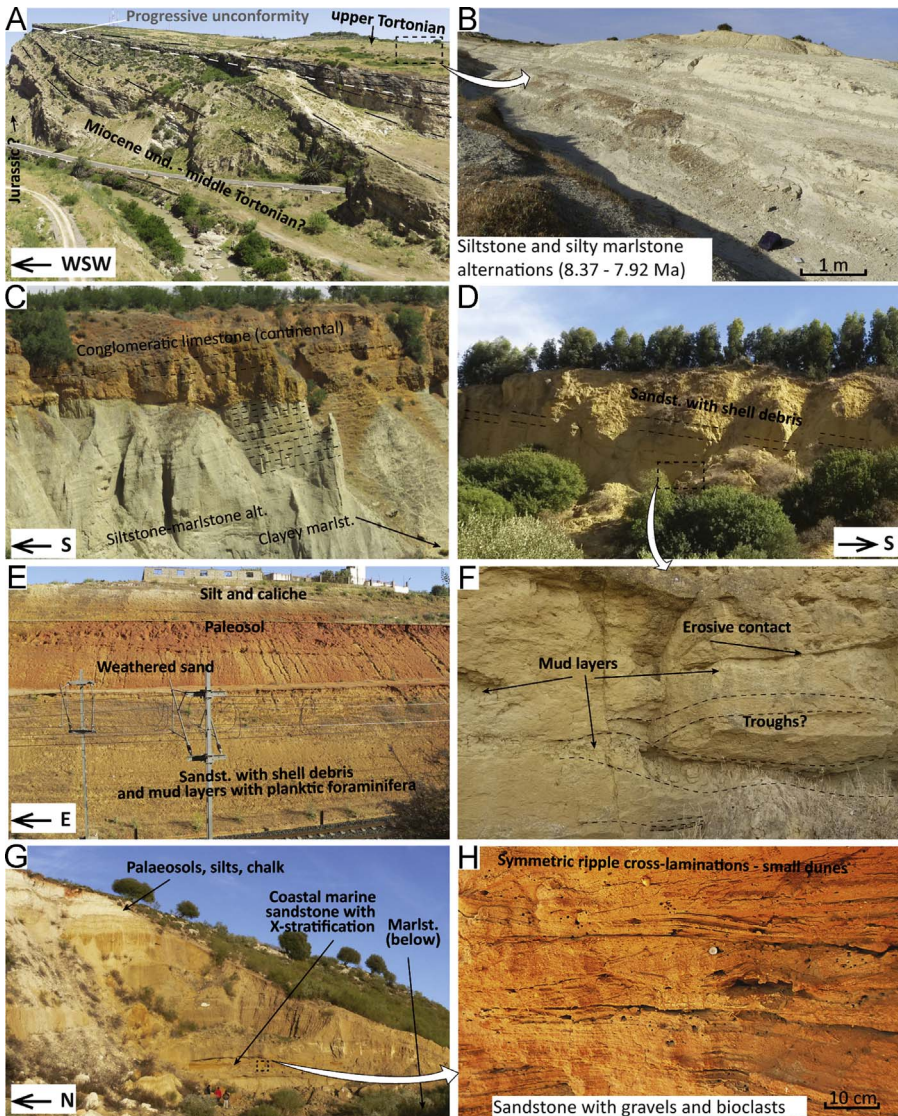 A
Progressive unconformity
upper Tortonian
Jurassic ?
Miocene und. - middle Tortonian?
WSW
B
Siltstone and silty marlstone
alternations (8.37 - 7.92 Ma)
1 m
C
Conglomeratic limestone (continental)
Siltstone-marlstone alt.
Clayey marlst.
S
D
Sandst. with shell debris
S
E
Silt and caliche
Paleosol
Weathered sand
Sandst. with shell debris
and mud layers with planktic foraminifera
E
F
Erosive contact
Mud layers
Troughs?
G
Palaeosols, silts, chalk
Coastal marine
sandstone with
X-stratification
Marlst.
(below)
N
H
Symmetric ripple cross-laminations - small dunes
10 cm
Sandstone with gravels and bioclasts